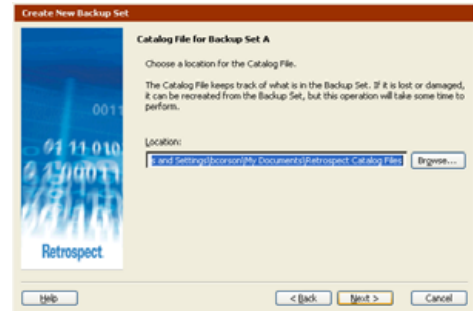 Create New Backup Set
Catalog File for Backup Set A
Choose a location for the Catalog File.
The Catalog File keeps track of what is in the Backup Set. If it is lost or damaged,
it can be recreated from the Backup Set, but this operation will take some time to
perform.
Location:
s and Settings\bcorson\My Documents\Retrospect Catalog Files
Browse...
0011
01 11 010
Retrospect
Help
< Back
Next >
Cancel